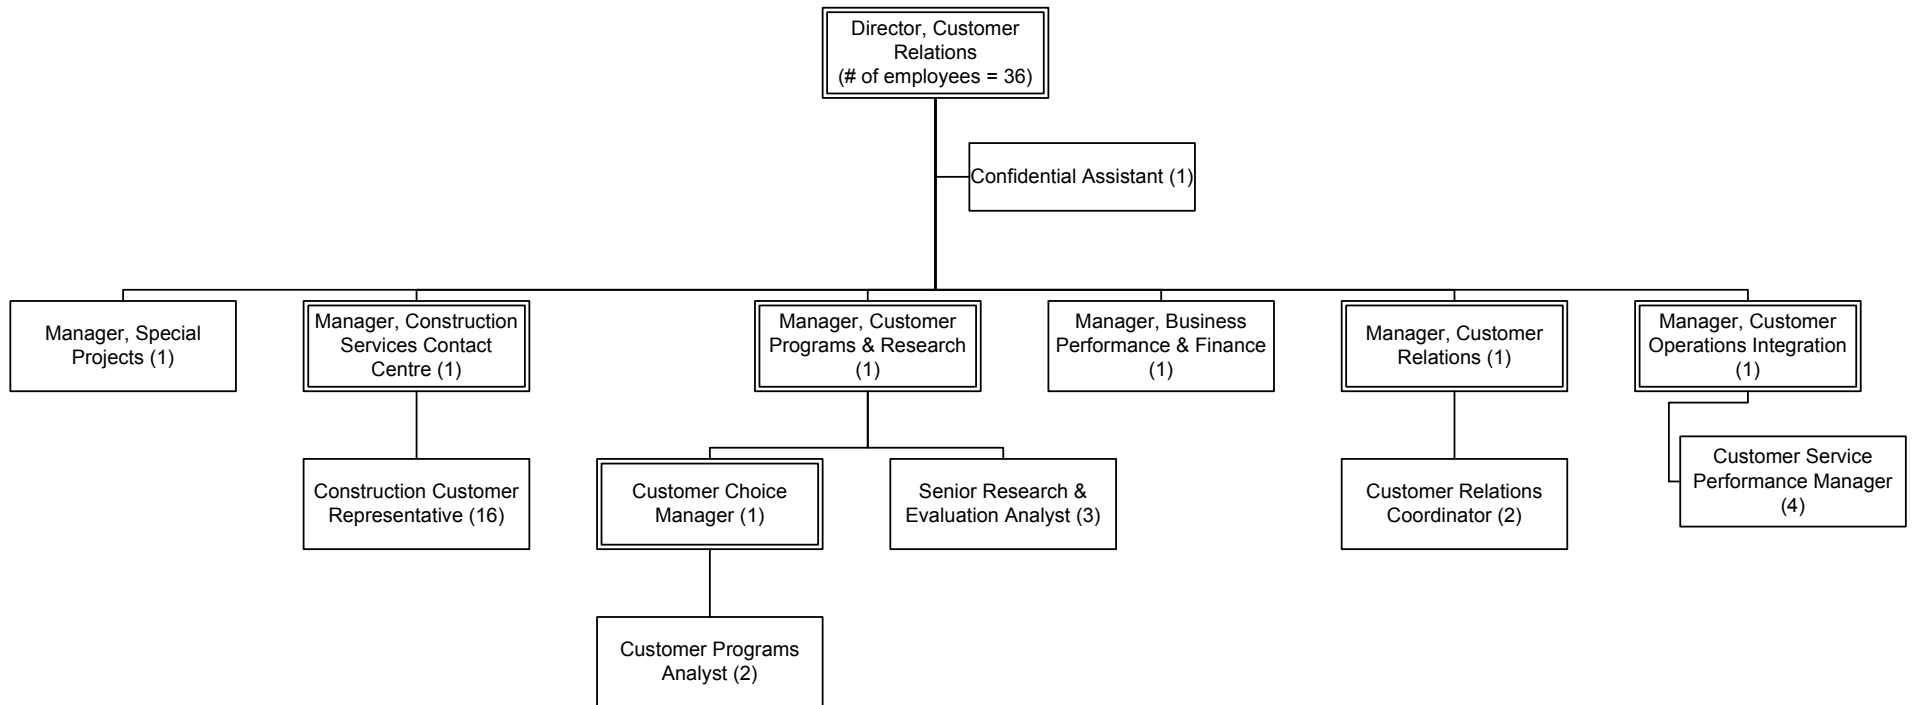 Director, Customer
Relations
(# of employees = 36)
Confidential Assistant (1)
Manager, Special
Projects (1)
Manager, Construction
Services Contact
Centre (1)
Manager, Customer
Programs & Research
(1)
Manager, Business
Performance & Finance
(1)
Manager, Customer
Relations (1)
Manager, Customer
Operations Integration
(1)
Construction Customer
Representative (16)
Customer Choice
Manager (1)
Senior Research &
Evaluation Analyst (3)
Customer Relations
Coordinator (2)
Customer Service
Performance Manager
(4)
Customer Programs
Analyst (2)